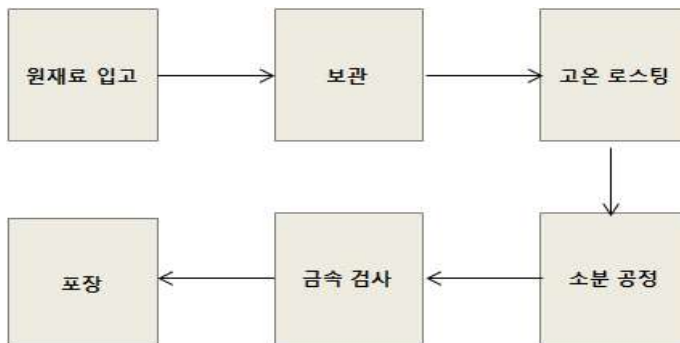 원재료 입고
보관
고온 로스팅
소분 공정
금속 검사
포장